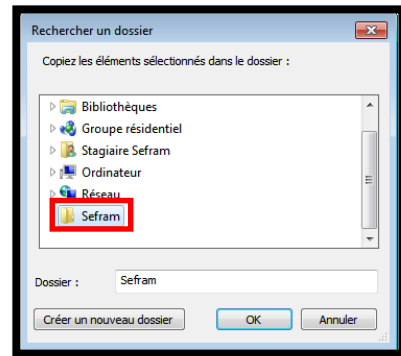 Rechercher un dossier
Copiez les éléments sélectionnés dans le dossier :
Bibliothèques
Groupe résidentiel
Stagiaire Sefram
Ordinateur
Réseau
Sefram
Dossier : Sefram
Créer un nouveau dossier OK Annuler